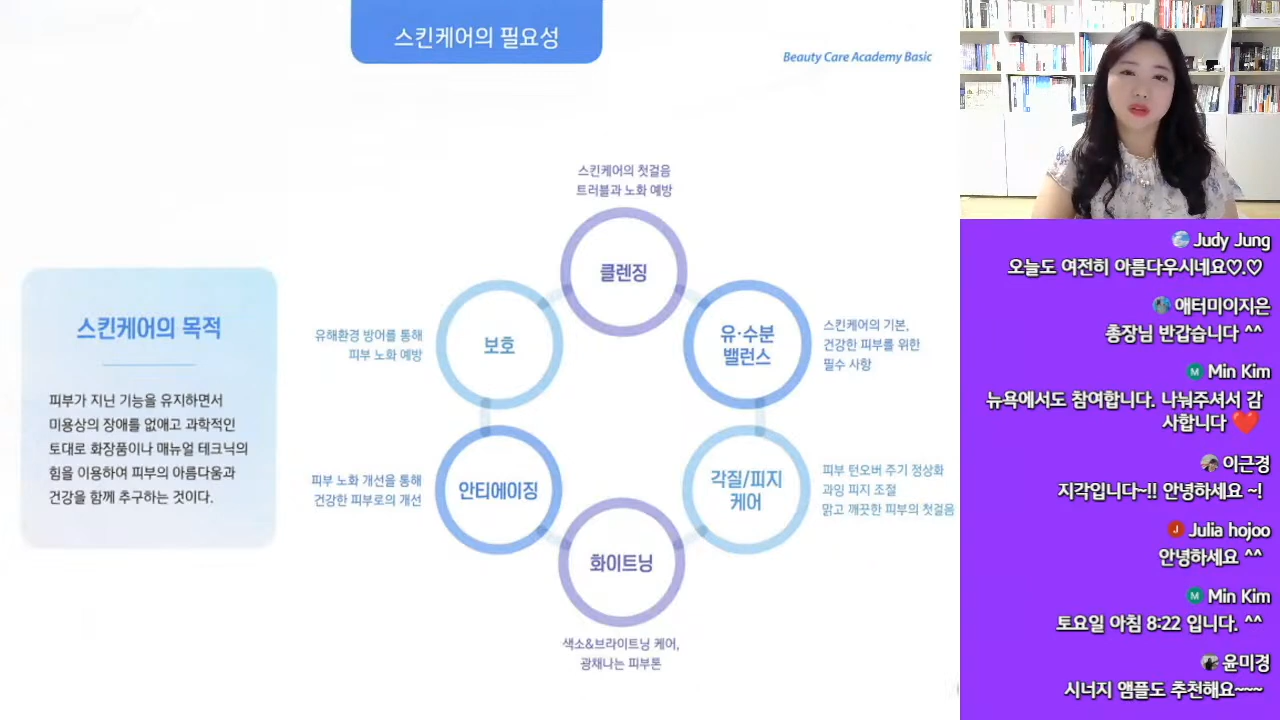 스킨케어의 필요성
Beauty Care Academy Basic
스킨케어의 목적
피부가 지닌 기능을 유지하면서
미용상의 장애를 없애고 과학적인
토대로 화장품이나 매뉴얼 테크닉의
힘을 이용하여 피부의 아름다움과
건강을 함께 추구하는 것이다.
스킨케어의 첫걸음
트러블과 노화 예방
클렌징
유·수분
밸런스
스킨케어의 기본,
건강한 피부를 위한
필수 사항
각질/피지
케어
피부 턴오버 주기 정상화
과잉 피지 조절
맑고 깨끗한 피부의 첫걸음
화이트닝
색소&브라이트닝 케어,
광채나는 피부톤
안티에이징
피부 노화 개선을 통해
건강한 피부로의 개선
보호
유해환경 방어를 통해
피부 노화 예방
Judy Jung
오늘도 여전히 아름다우시네요♡.♡
애터미이지은
총장님 반갑습니다 ^^
M Min Kim
뉴욕에서도 참여합니다. 나눠주셔서 감
사합니다 ❤️
이근경
지각입니다~!! 안녕하세요 ~!
J Julia hojoo
안녕하세요 ^^
M Min Kim
토요일 아침 8:22 입니다. ^^
윤미경
시너지 앰플도 추천해요~~~